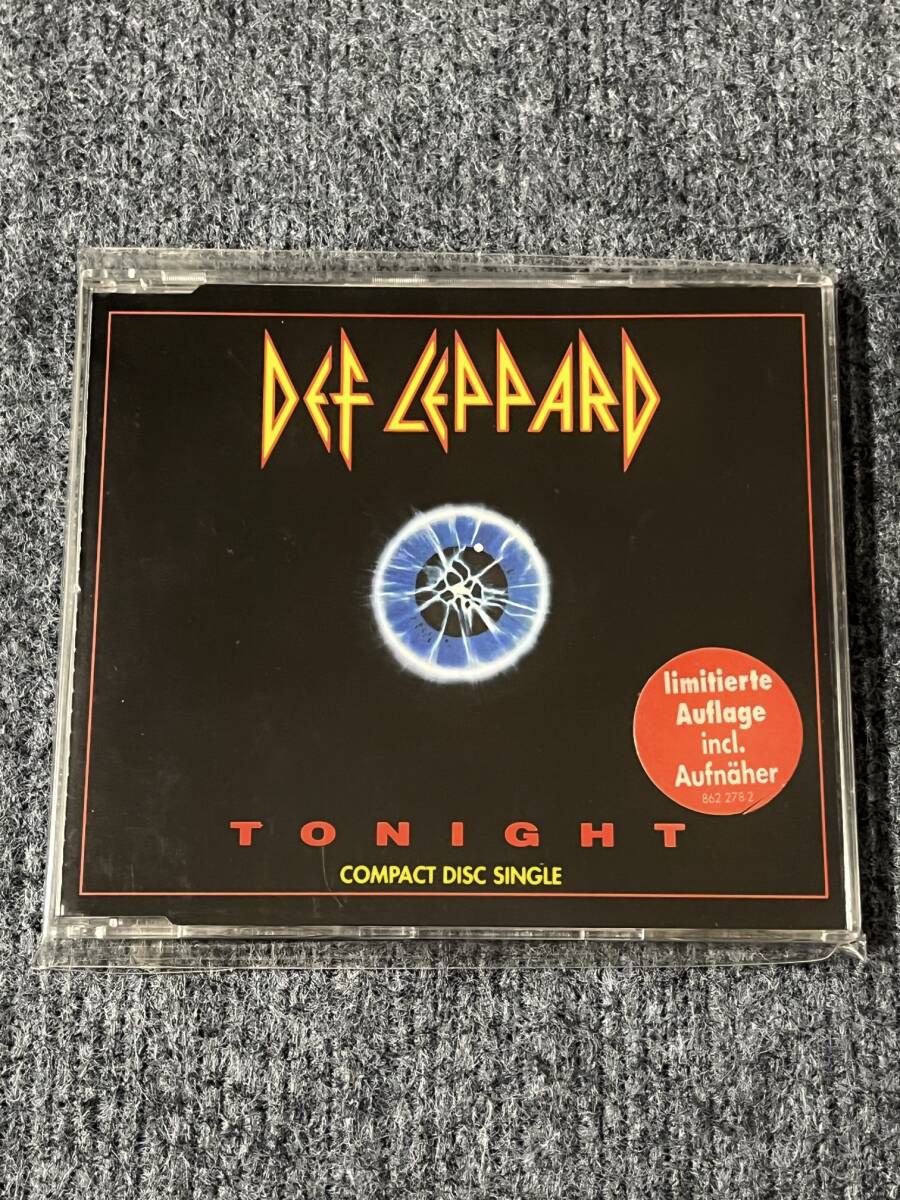 DEF LEPPARD
limitierte
Auflage
incl.
Aufnäher
862 278 2
TONIGHT
COMPACT DISC SINGLE